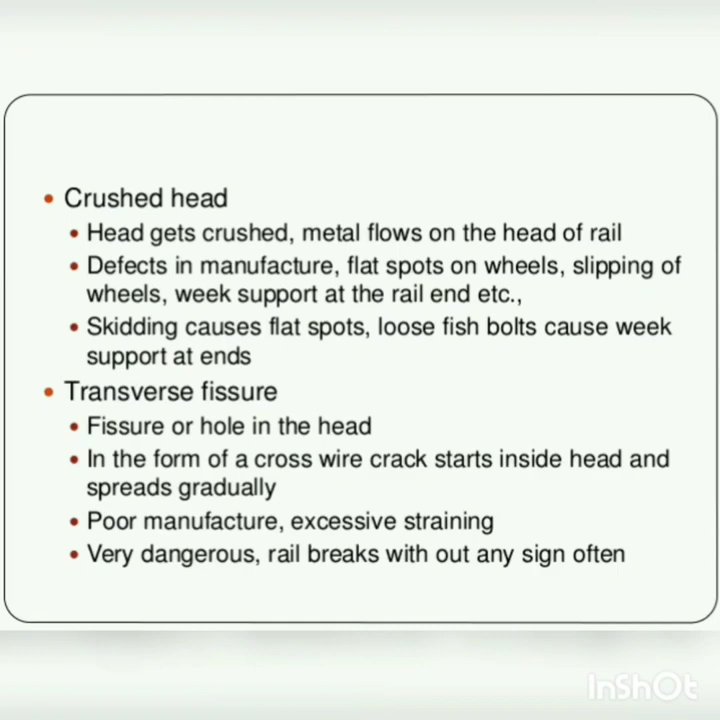 Crushed head
Head gets crushed, metal flows on the head of rail
Defects in manufacture, flat spots on wheels, slipping of
wheels, week support at the rail end etc.,
Skidding causes flat spots, loose fish bolts cause week
support at ends
Transverse fissure
Fissure or hole in the head
In the form of a cross wire crack starts inside head and
spreads gradually
Poor manufacture, excessive straining
Very dangerous, rail breaks with out any sign often
InShOt